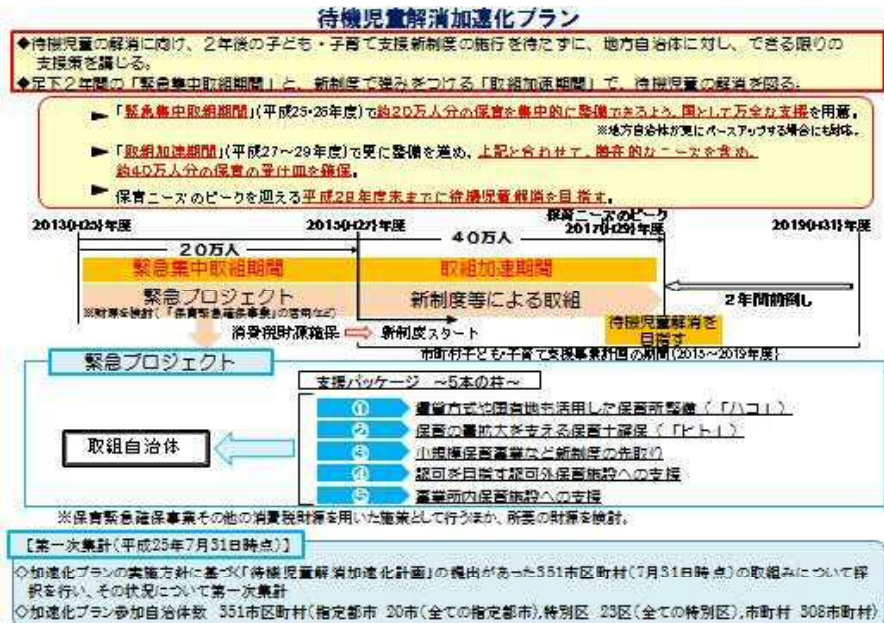 待機児童解消加速化プラン
◆待機児童の解消に向け、2年後の子ども・子育て支援新制度の施行を待たずに、地方自治体に対し、できる限りの
支援策を講じる。
◆足下2年間の「緊急集中取組期間」と、新制度で弾みをつける「取組加速期間」で、待機児童の解消を図る。
► 「緊急集中取組期間」(平成25・26年度)で約20万人分の保育を集中的に整備できるよう、国として万全な支援を用意。
※地方自治体が更にペースアップする場合にも対応。
► 「取組加速期間」(平成27～29年度)で更に整備を進め、上記と合わせて、潜在的なニーズを含め、
約40万人分の保育の受け皿を確保。
► 保育ニーズのピークを迎える平成29年度末までに待機児童解消を目指す。
保育ニーズのピーク
2013(H25)年度 2015(H27)年度 2017(H29)年度 2019(H31)年度
20万人 40万人
緊急集中取組期間 取組加速期間
緊急プロジェクト 新制度等による取組 2年間前倒し
※財源を検討(「保育緊急確保事業」の活用など)
消費税財源確保 ⇨ 新制度スタート
待機児童解消を
目指す
市町村子ども・子育て支援事業計画の期間(2015～2019年度)
緊急プロジェクト
支援パッケージ ～5本の柱～
取組自治体
① 賃貸方式や国有地も活用した保育所整備(「ハコ」)
② 保育の量拡大を支える保育士確保(「ヒト」)
③ 小規模保育事業など新制度の先取り
④ 認可を目指す認可外保育施設への支援
⑤ 事業所内保育施設への支援
※保育緊急確保事業その他の消費税財源を用いた施策として行うほか、所要の財源を検討。
【第一次集計(平成25年7月31日時点)】
◇加速化プランの実施方針に基づく「待機児童解消加速化計画」の提出があった351市区町村(7月31日時点)の取組みについて採
択を行い、その状況について第一次集計
◇加速化プラン参加自治体数 351市区町村(指定都市 20市(全ての指定都市),特別区 23区(全ての特別区),市町村 308市町村)